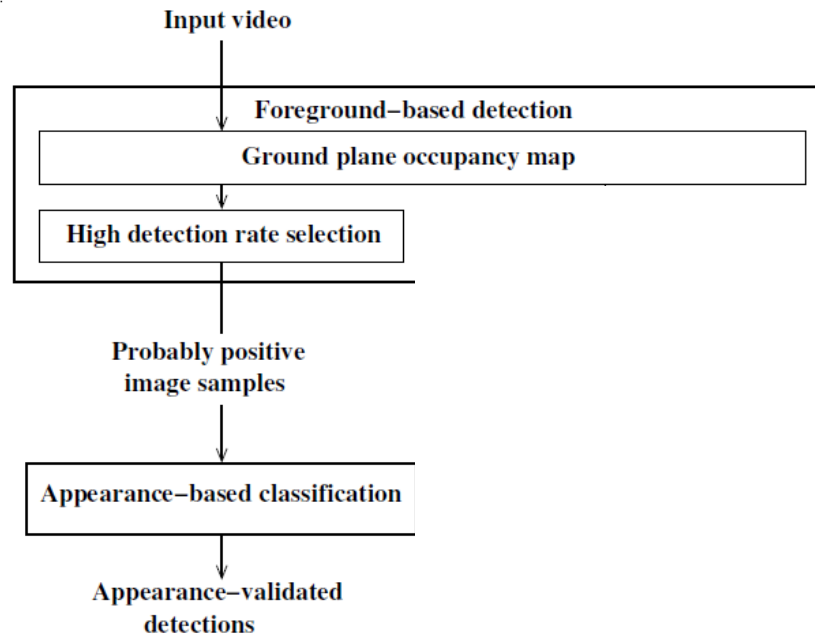 Input video
Foreground−based detection
Ground plane occupancy map
High detection rate selection
Probably positive
image samples
Appearance−based classification
Appearance−validated
detections